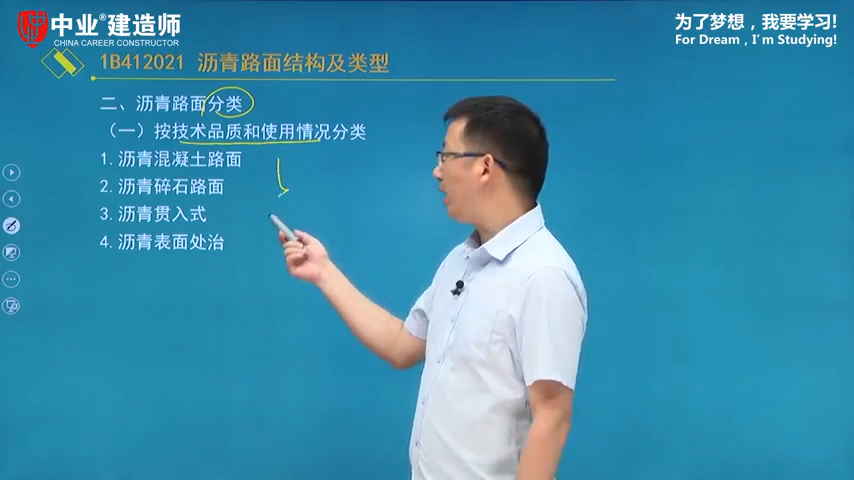 中业®建造师
CHINA CAREER CONSTRUCTOR
为了梦想，我要学习!
For Dream , I'm Studying!
1B412021 沥青路面结构及类型
二、沥青路面分类
（一）按技术品质和使用情况分类
1.沥青混凝土路面
2.沥青碎石路面
3.沥青贯入式
4.沥青表面处治